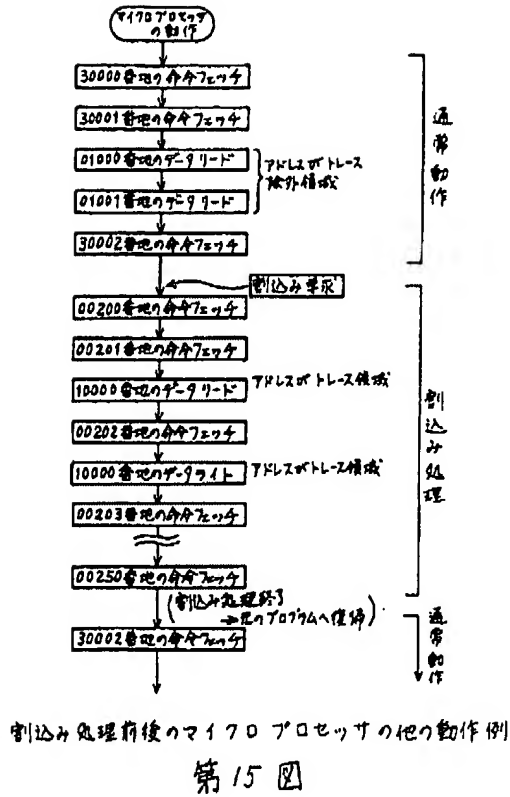 マイクロプロセッサ
の動作
30000番地の命令フェッチ
30001番地の命令フェッチ
01000番地のデータリード
01001番地のデータリード
アドレスがトレース
除外領域
30002番地の命令フェッチ
通常動作
割込み要求
00200番地の命令フェッチ
00201番地の命令フェッチ
10000番地のデータリード
アドレスがトレース領域
00202番地の命令フェッチ
10000番地のデータライト
アドレスがトレース領域
00203番地の命令フェッチ
00250番地の命令フェッチ
割込み処理
(割込み処理終了
→他のプログラムへ復帰)
30002番地の命令フェッチ
通常動作
割込み処理前後のマイクロプロセッサの他の動作例
第15図